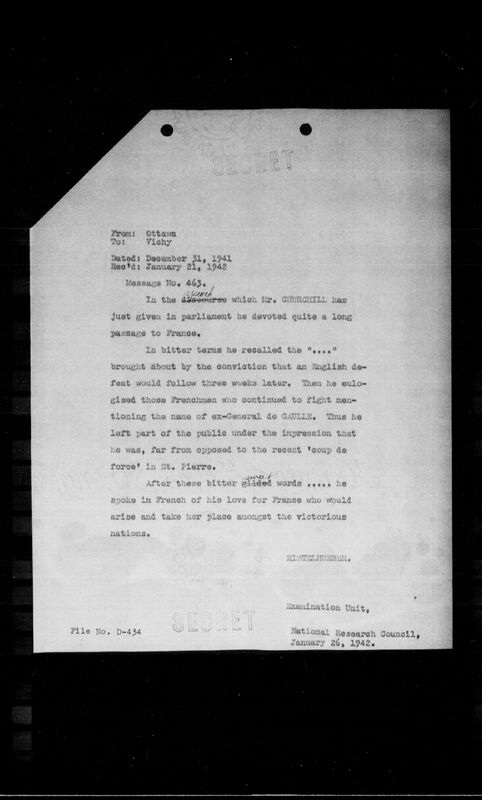 SECRET
From: Ottawa
To: Vichy
Dated: December 31, 1941
Rec'd: January 21, 1942
Message No. 463.
speech
In the discourse which Mr. CHURCHILL has
just given in parliament he devoted quite a long
passage to France.
In bitter terms he recalled the "...."
brought about by the conviction that an English de-
feat would follow three weeks later. Then he eulo-
gised those Frenchmen who continued to fight men-
tioning the name of ex-General de GAULLE. Thus he
left part of the public under the impression that
he was, far from opposed to the recent 'coup de
force' in St. Pierre.
sweet
After these bitter gilded words ..... he
spoke in French of his love for France who would
arise and take her place amongst the victorious
nations.
RISTELHUEBER.
Examination Unit,
File No. D-434
SECRET
National Research Council,
January 26, 1942.